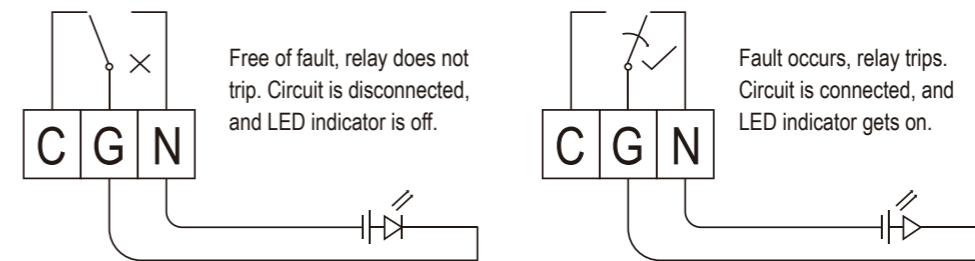 Free of fault, relay does not
trip. Circuit is disconnected,
and LED indicator is off.
C G N
Fault occurs, relay trips.
Circuit is connected, and
LED indicator gets on.
C G N